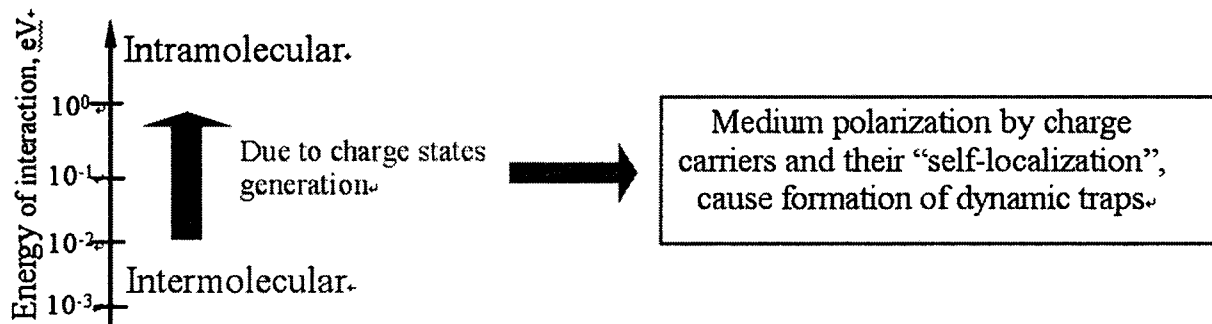 Energy of interaction, eV
Intramolecular
10⁰
10⁻¹
10⁻²
10⁻³
Due to charge states
generation
Intermolecular
Medium polarization by charge
carriers and their “self-localization”,
cause formation of dynamic traps